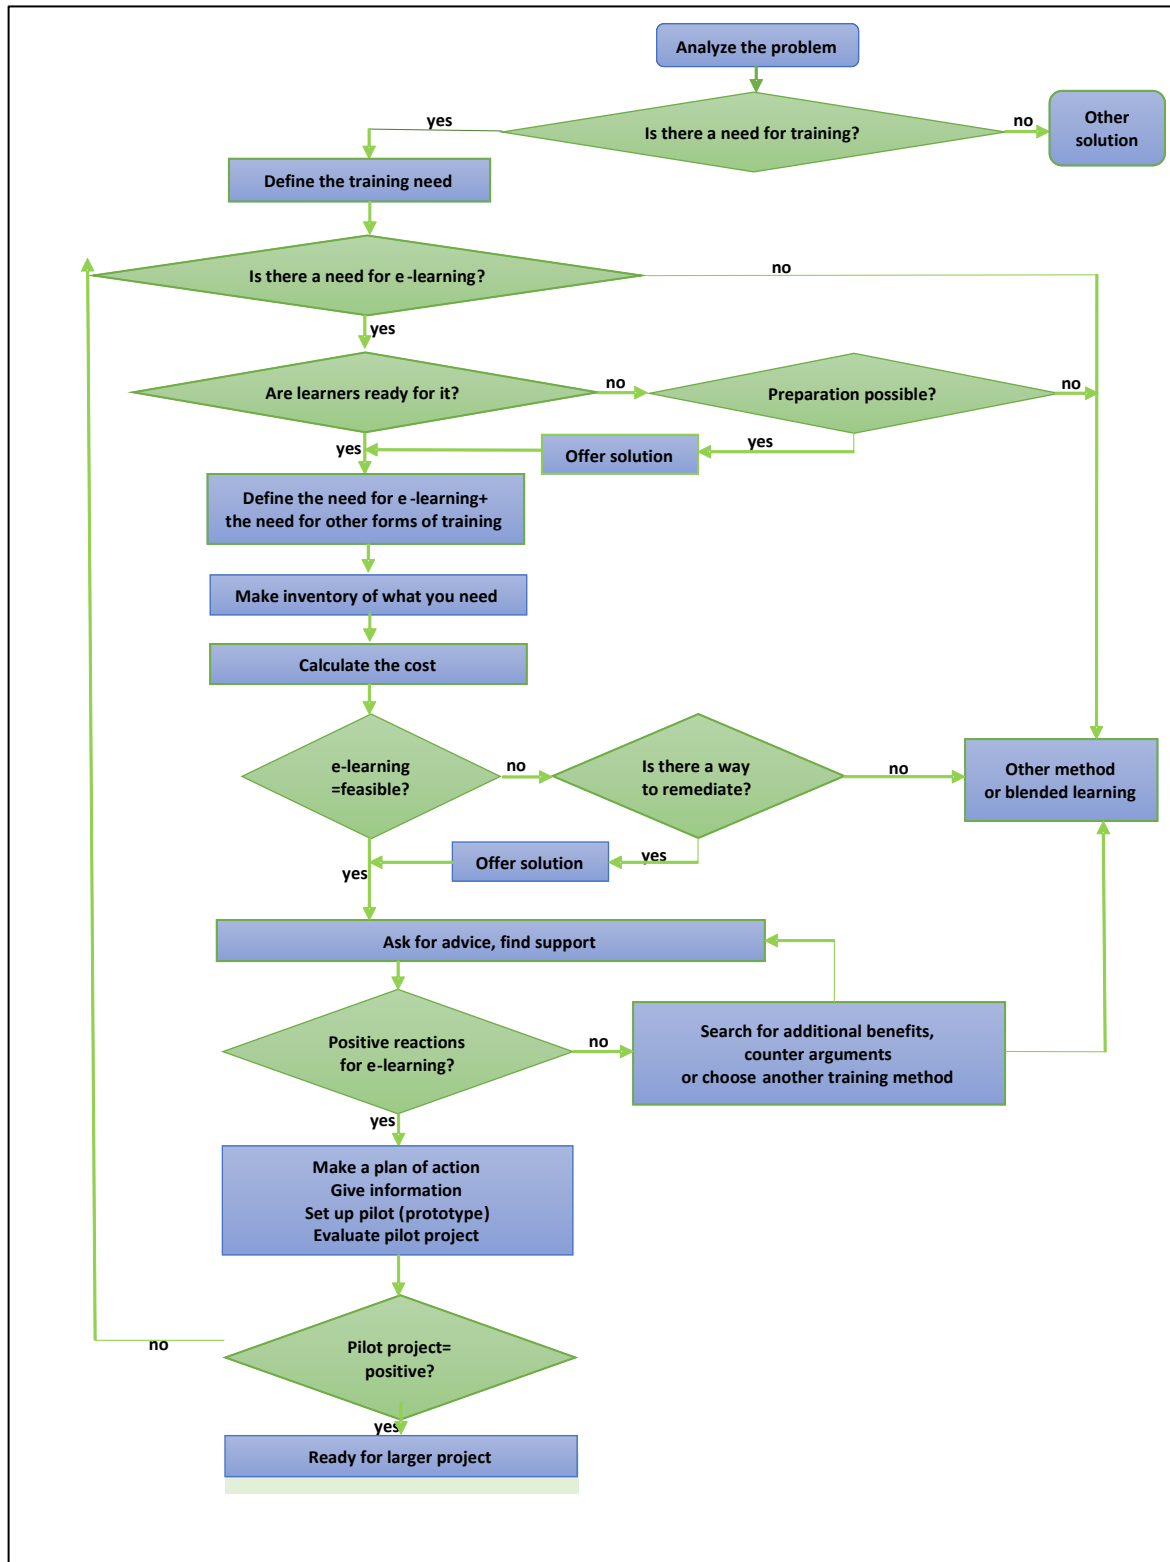 Analyze the problem
yes
Is there a need for training?
no
Other
solution
Define the training need
Is there a need for e-learning?
no
yes
Are learners ready for it?
no
Preparation possible?
no
yes
Offer solution
yes
Define the need for e-learning+
the need for other forms of training
Make inventory of what you need
Calculate the cost
e-learning
=feasible?
no
Is there a way
to remediate?
no
Other method
or blended learning
yes
Offer solution
yes
Ask for advice, find support
Positive reactions
for e-learning?
no
Search for additional benefits,
counter arguments
or choose another training method
yes
Make a plan of action
Give information
Set up pilot (prototype)
Evaluate pilot project
no
Pilot project=
positive?
yes
Ready for larger project